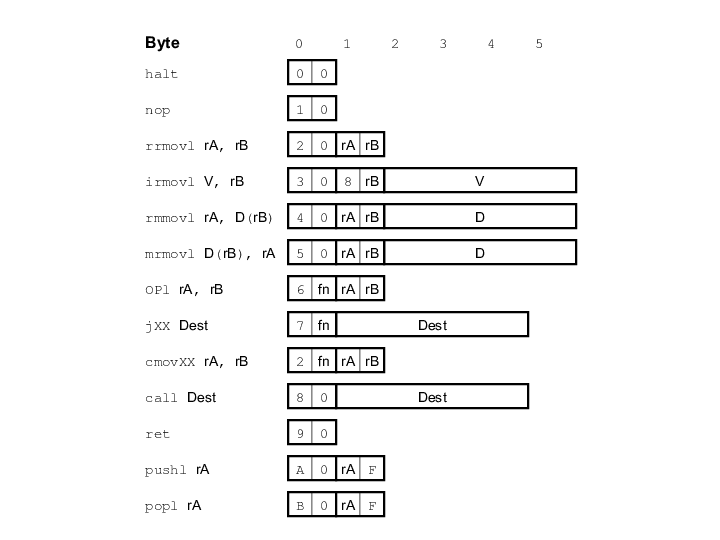 Byte 0 1 2 3 4 5
halt 0 0
nop 1 0
rrmovl rA, rB 2 0 rA rB
irmovl V, rB 3 0 8 rB V
rmmovl rA, D(rB) 4 0 rA rB D
mrmovl D(rB), rA 5 0 rA rB D
OPl rA, rB 6 fn rA rB
jXX Dest 7 fn Dest
cmovXX rA, rB 2 fn rA rB
call Dest 8 0 Dest
ret 9 0
pushl rA A 0 rA F
popl rA B 0 rA F